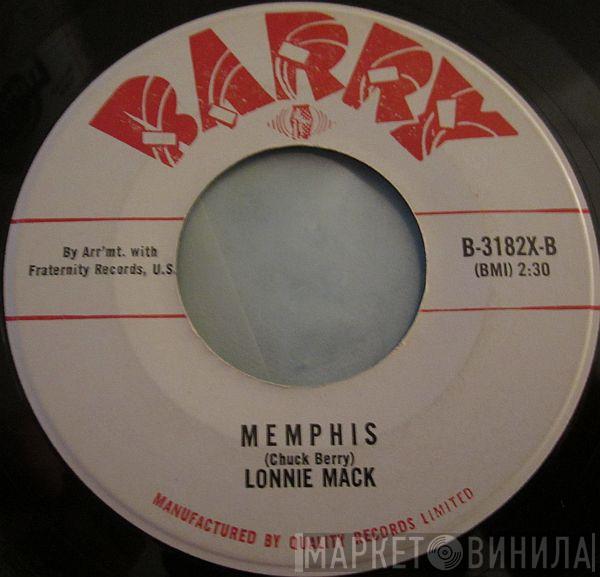 BARRY
By Arr'mt. with
Fraternity Records, U.S.
B-3182X-B
(BMI) 2:30
MEMPHIS
(Chuck Berry)
LONNIE MACK
MANUFACTURED BY QUALITY RECORDS LIMITED
МАРКЕТ ВИНИЛА